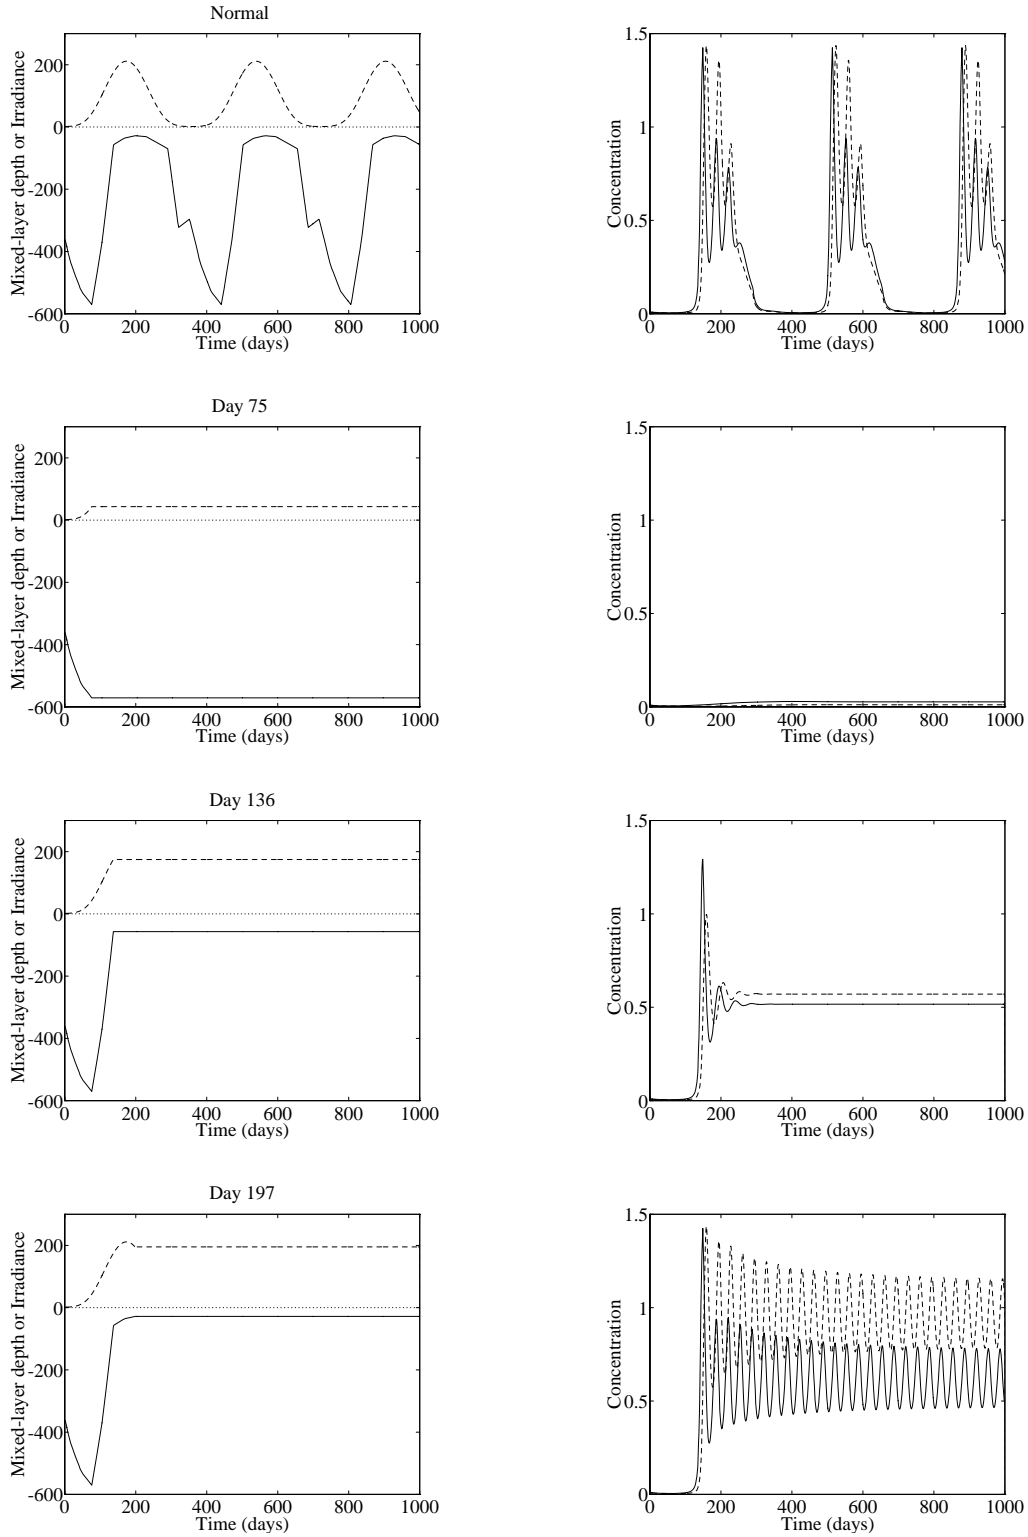 Normal
Mixed-layer depth or Irradiance
200
0
-200
-400
-600
0 200 400 600 800 1000
Time (days)
Concentration
1.5
1
0.5
0
0 200 400 600 800 1000
Time (days)
Day 75
Mixed-layer depth or Irradiance
200
0
-200
-400
-600
0 200 400 600 800 1000
Time (days)
Concentration
1.5
1
0.5
0
0 200 400 600 800 1000
Time (days)
Day 136
Mixed-layer depth or Irradiance
200
0
-200
-400
-600
0 200 400 600 800 1000
Time (days)
Concentration
1.5
1
0.5
0
0 200 400 600 800 1000
Time (days)
Day 197
Mixed-layer depth or Irradiance
200
0
-200
-400
-600
0 200 400 600 800 1000
Time (days)
Concentration
1.5
1
0.5
0
0 200 400 600 800 1000
Time (days)